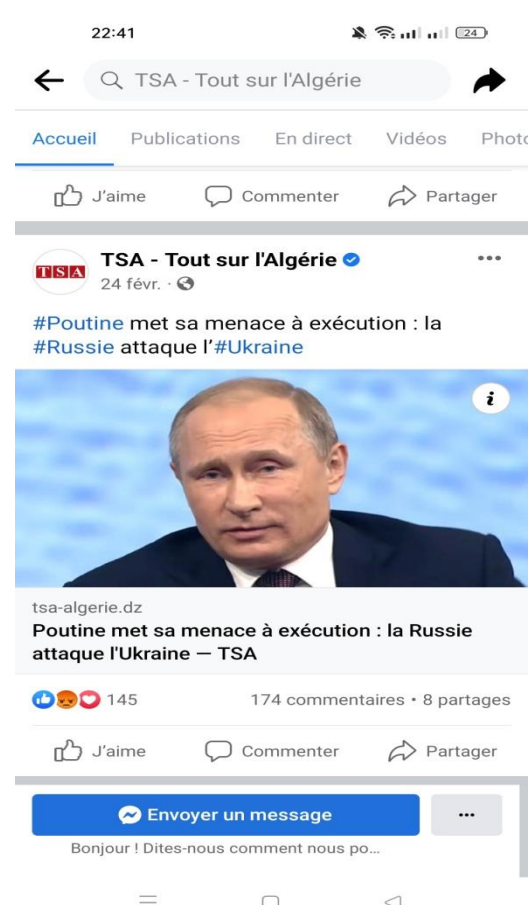 22:41
24
TSA - Tout sur l'Algérie
Accueil Publications En direct Vidéos Photo
J'aime Commenter Partager
TSA
TSA - Tout sur l'Algérie
24 févr. ·
#Poutine met sa menace à exécution : la
#Russie attaque l'#Ukraine
i
tsa-algerie.dz
Poutine met sa menace à exécution : la Russie
attaque l'Ukraine — TSA
145 174 commentaires • 8 partages
J'aime Commenter Partager
Envoyer un message
Bonjour ! Dites-nous comment nous po...